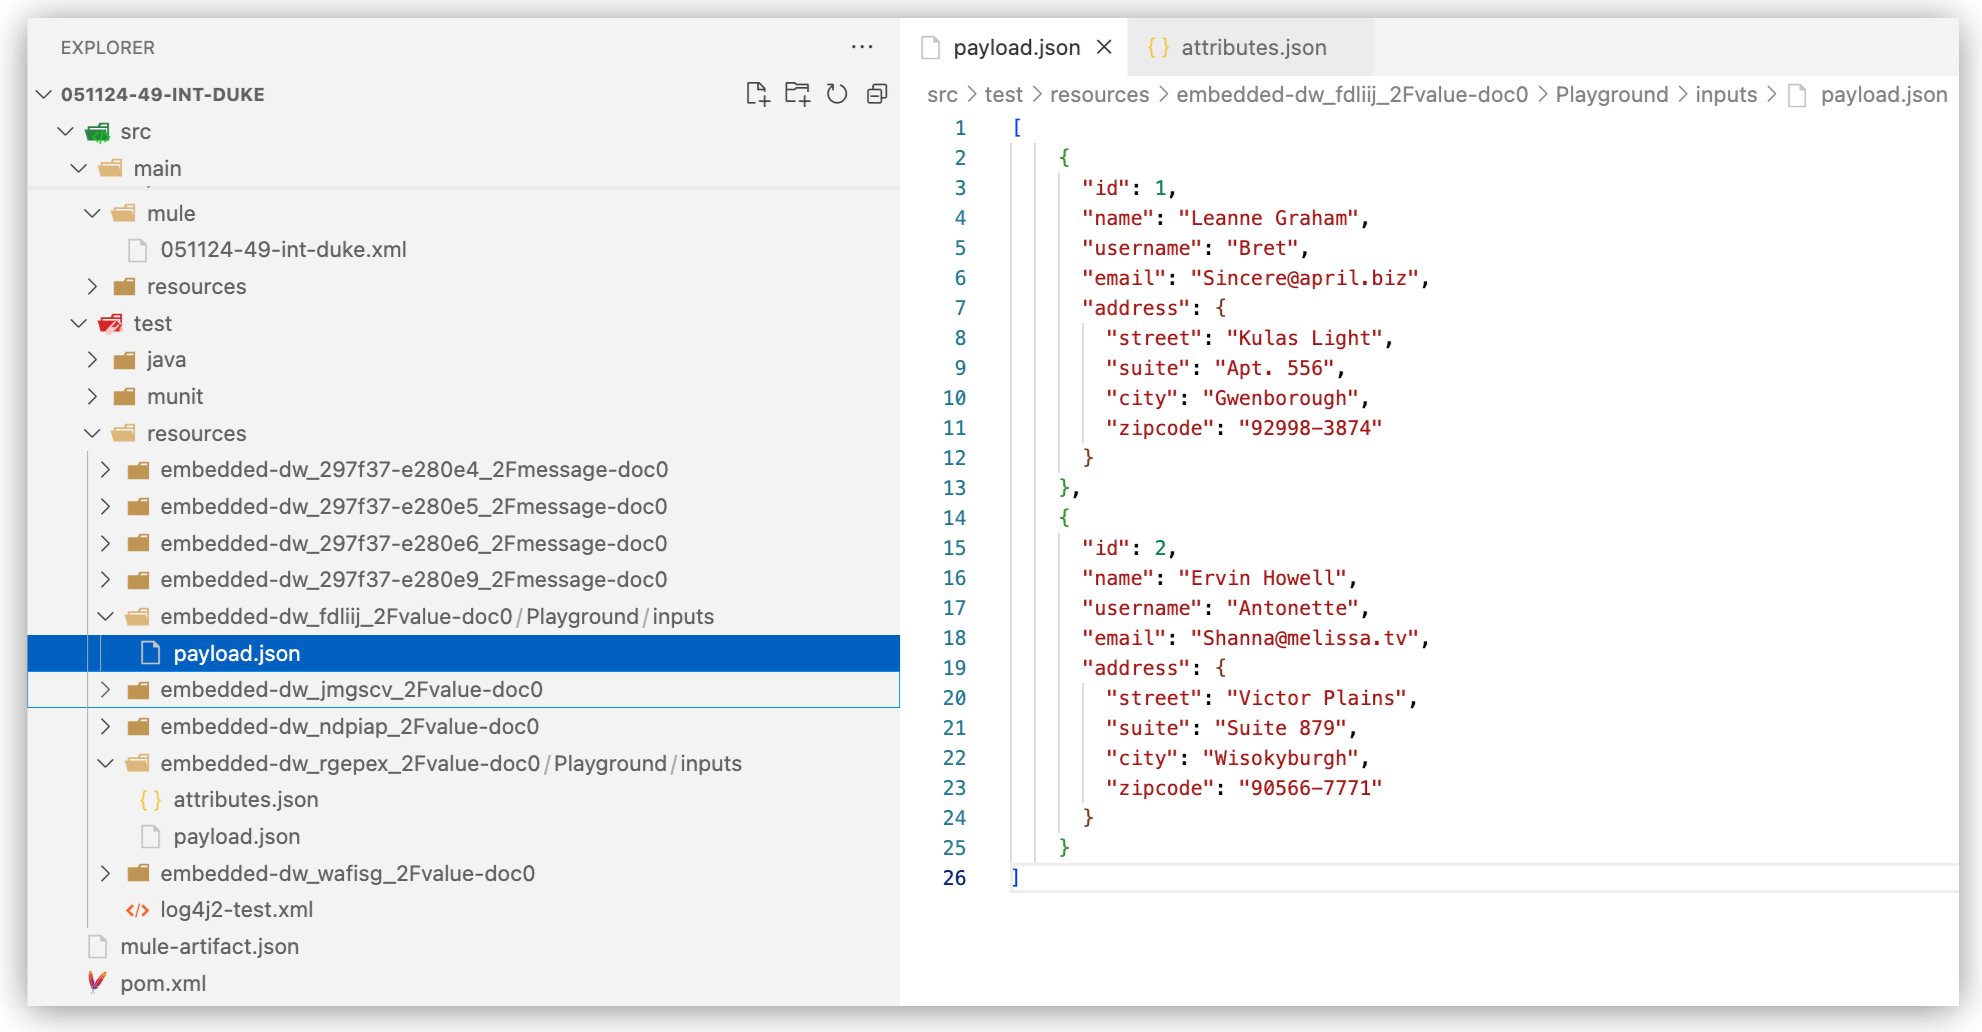 EXPLORER
051124-49-INT-DUKE
src
main
mule
051124-49-int-duke.xml
resources
test
java
munit
resources
embedded-dw_297f37-e280e4_2Fmessage-doc0
embedded-dw_297f37-e280e5_2Fmessage-doc0
embedded-dw_297f37-e280e6_2Fmessage-doc0
embedded-dw_297f37-e280e9_2Fmessage-doc0
embedded-dw_fdliij_2Fvalue-doc0/Playground/inputs
payload.json
embedded-dw_jmgscv_2Fvalue-doc0
embedded-dw_ndpiap_2Fvalue-doc0
embedded-dw_rgepex_2Fvalue-doc0/Playground/inputs
{} attributes.json
payload.json
embedded-dw_wafisg_2Fvalue-doc0
</> log4j2-test.xml
mule-artifact.json
pom.xml
payload.json {} attributes.json
src > test > resources > embedded-dw_fdliij_2Fvalue-doc0 > Playground > inputs > payload.json
1 [
2 {
3 "id": 1,
4 "name": "Leanne Graham",
5 "username": "Bret",
6 "email": "Sincere@april.biz",
7 "address": {
8 "street": "Kulas Light",
9 "suite": "Apt. 556",
10 "city": "Gwenborough",
11 "zipcode": "92998-3874"
12 }
13 },
14 {
15 "id": 2,
16 "name": "Ervin Howell",
17 "username": "Antonette",
18 "email": "Shanna@melissa.tv",
19 "address": {
20 "street": "Victor Plains",
21 "suite": "Suite 879",
22 "city": "Wisokyburgh",
23 "zipcode": "90566-7771"
24 }
25 }
26 ]